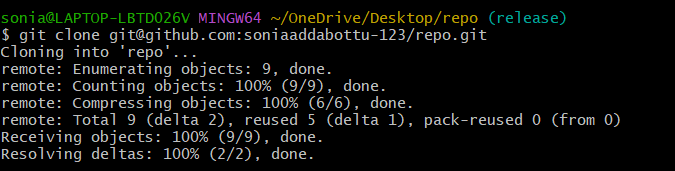 sonia@LAPTOP-LBTDO26V MINGW64 ~/OneDrive/Desktop/repo (release)
$ git clone git@github.com:soniaaddabottu-123/repo.git
Cloning into 'repo'...
remote: Enumerating objects: 9, done.
remote: Counting objects: 100% (9/9), done.
remote: Compressing objects: 100% (6/6), done.
remote: Total 9 (delta 2), reused 5 (delta 1), pack-reused 0 (from 0)
Receiving objects: 100% (9/9), done.
Resolving deltas: 100% (2/2), done.